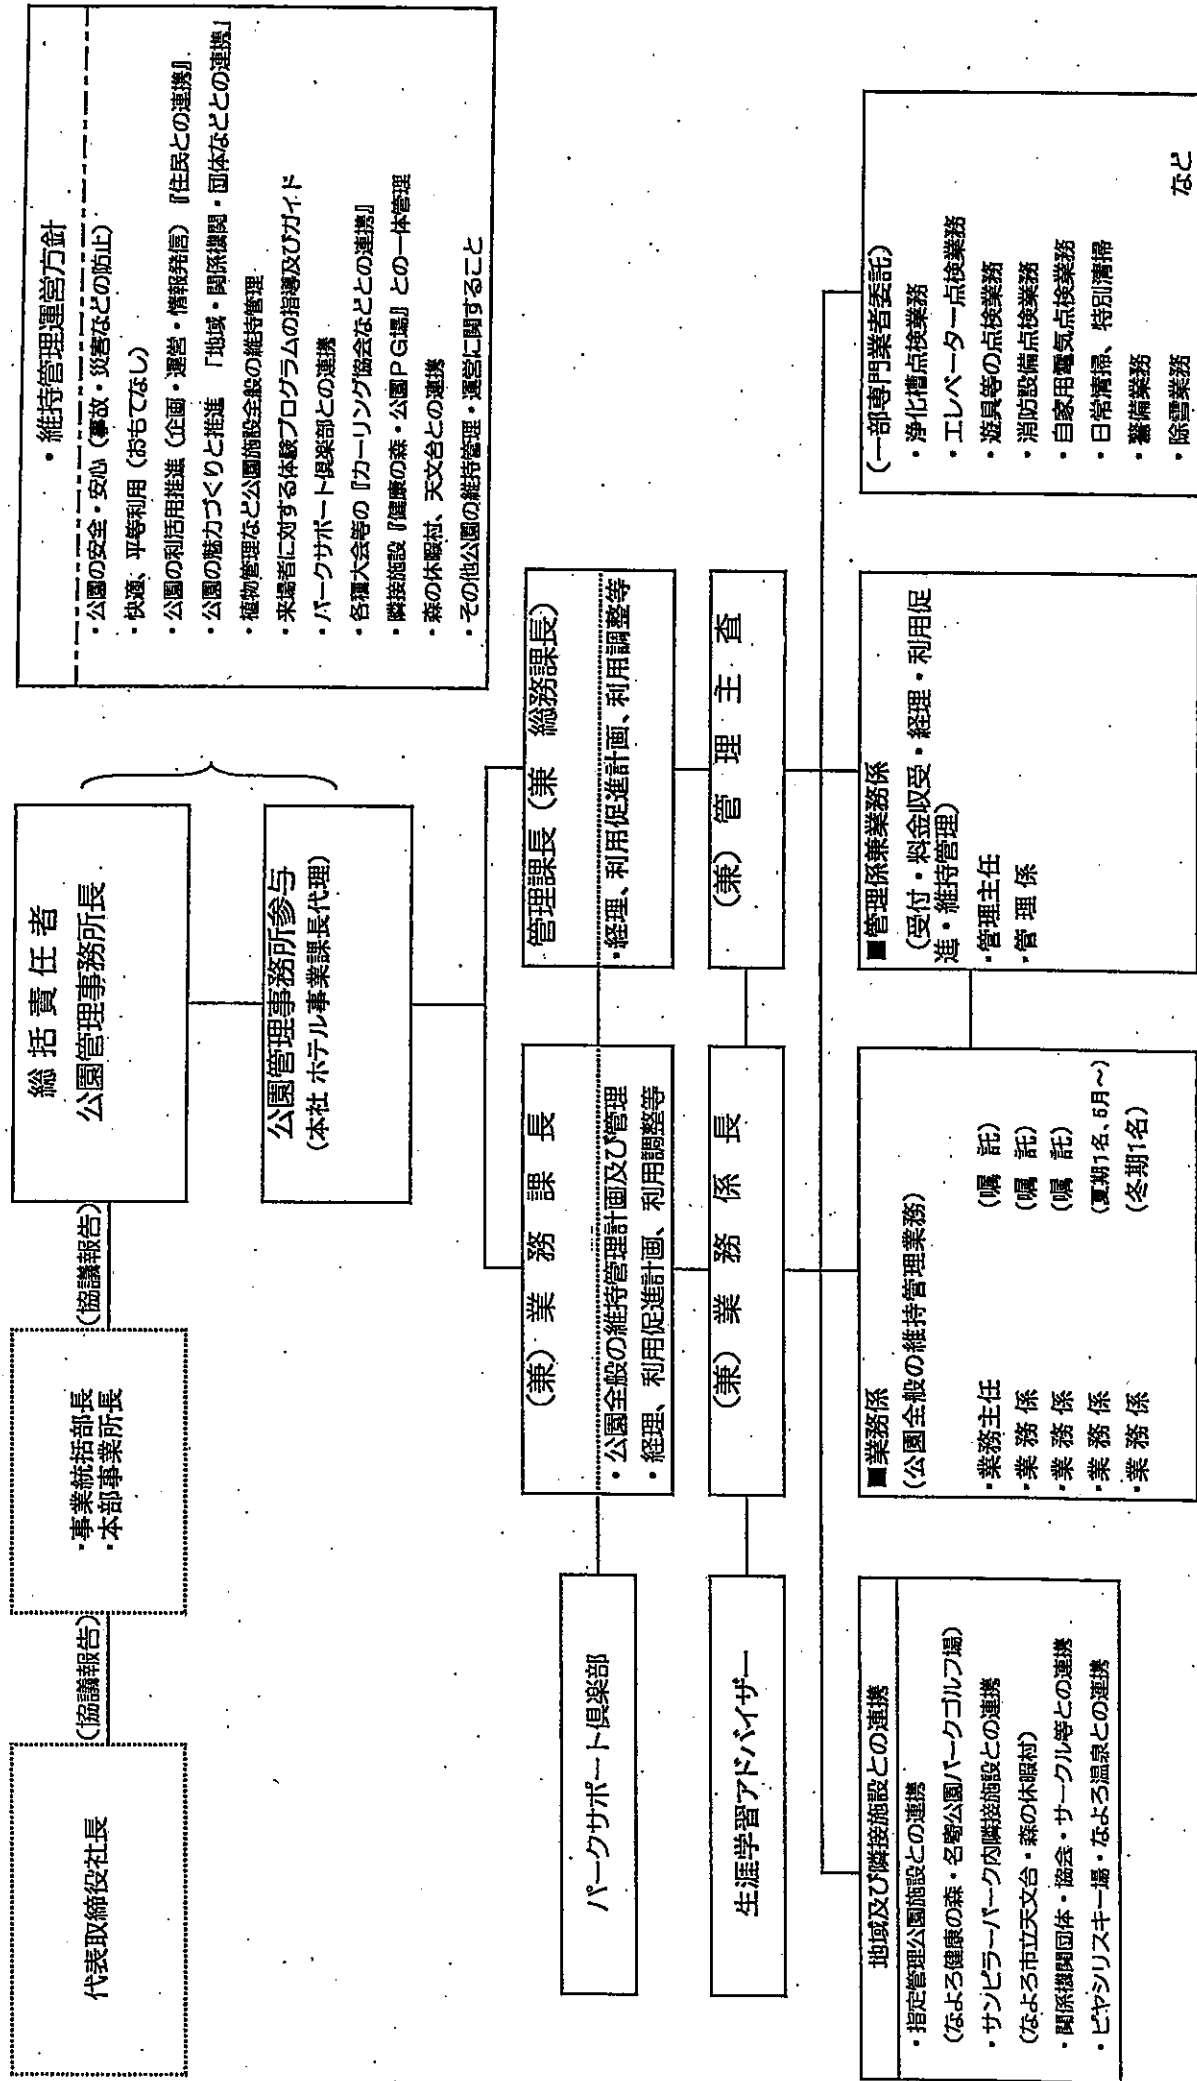 代表取締役社長
(協議報告)
・事業統括部長
・本部事業所長
(協議報告)
総括責任者
公園管理事務所長
公園管理事務所参与
(本社 ホテル事業課長代理)
・維持管理運営方針
・公園の安全・安心（事故・災害などの防止）
・快適、平等利用（おもてなし）
・公園の利活用推進（企画・運営・情報発信）『住民との連携』
・公園の魅力づくりと推進 「地域・関係機関・団体などとの連携」
・植物管理など公園施設全般の維持管理
・来場者に対する体験プログラムの指導及びガイド
・パークサポート倶楽部との連携
・各種大会等の『カーリング協会などとの連携』
・隣接施設『健康の森・公園ＰＧ場』との一体管理
・森の休暇村、天文台との連携
・その他公園の維持管理・運営に関すること
パークサポート倶楽部
(兼) 業務課長
・公園全般の維持管理計画及び管理
・経理、利用促進計画、利用調整等
管理課長 (兼 総務課長)
・経理、利用促進計画、利用調整等
生涯学習アドバイザー
(兼) 業務係長
(兼) 管理主査
地域及び隣接施設との連携
・指定管理公園施設との連携
(なよろ健康の森・名寄公園パークゴルフ場)
・サンピラーパーク内隣接施設との連携
(なよろ市立天文台・森の休暇村)
・関係機関団体・協会・サークル等との連携
・ピヤシリスキー場・なよろ温泉との連携
■業務係
(公園全般の維持管理業務)
・業務主任 (嘱託)
・業務係 (嘱託)
・業務係 (嘱託)
・業務係 (夏期1名、5月～)
・業務係 (冬期1名)
■管理係兼業務係
(受付・料金収受・経理・利用促
進・維持管理)
・管理主任
・管理係
(一部専門業者委託)
・浄化槽点検業務
・エレベーター点検業務
・遊具等の点検業務
・消防設備点検業務
・自家用電気点検業務
・日常清掃、特別清掃
・警備業務
・除雪業務 など